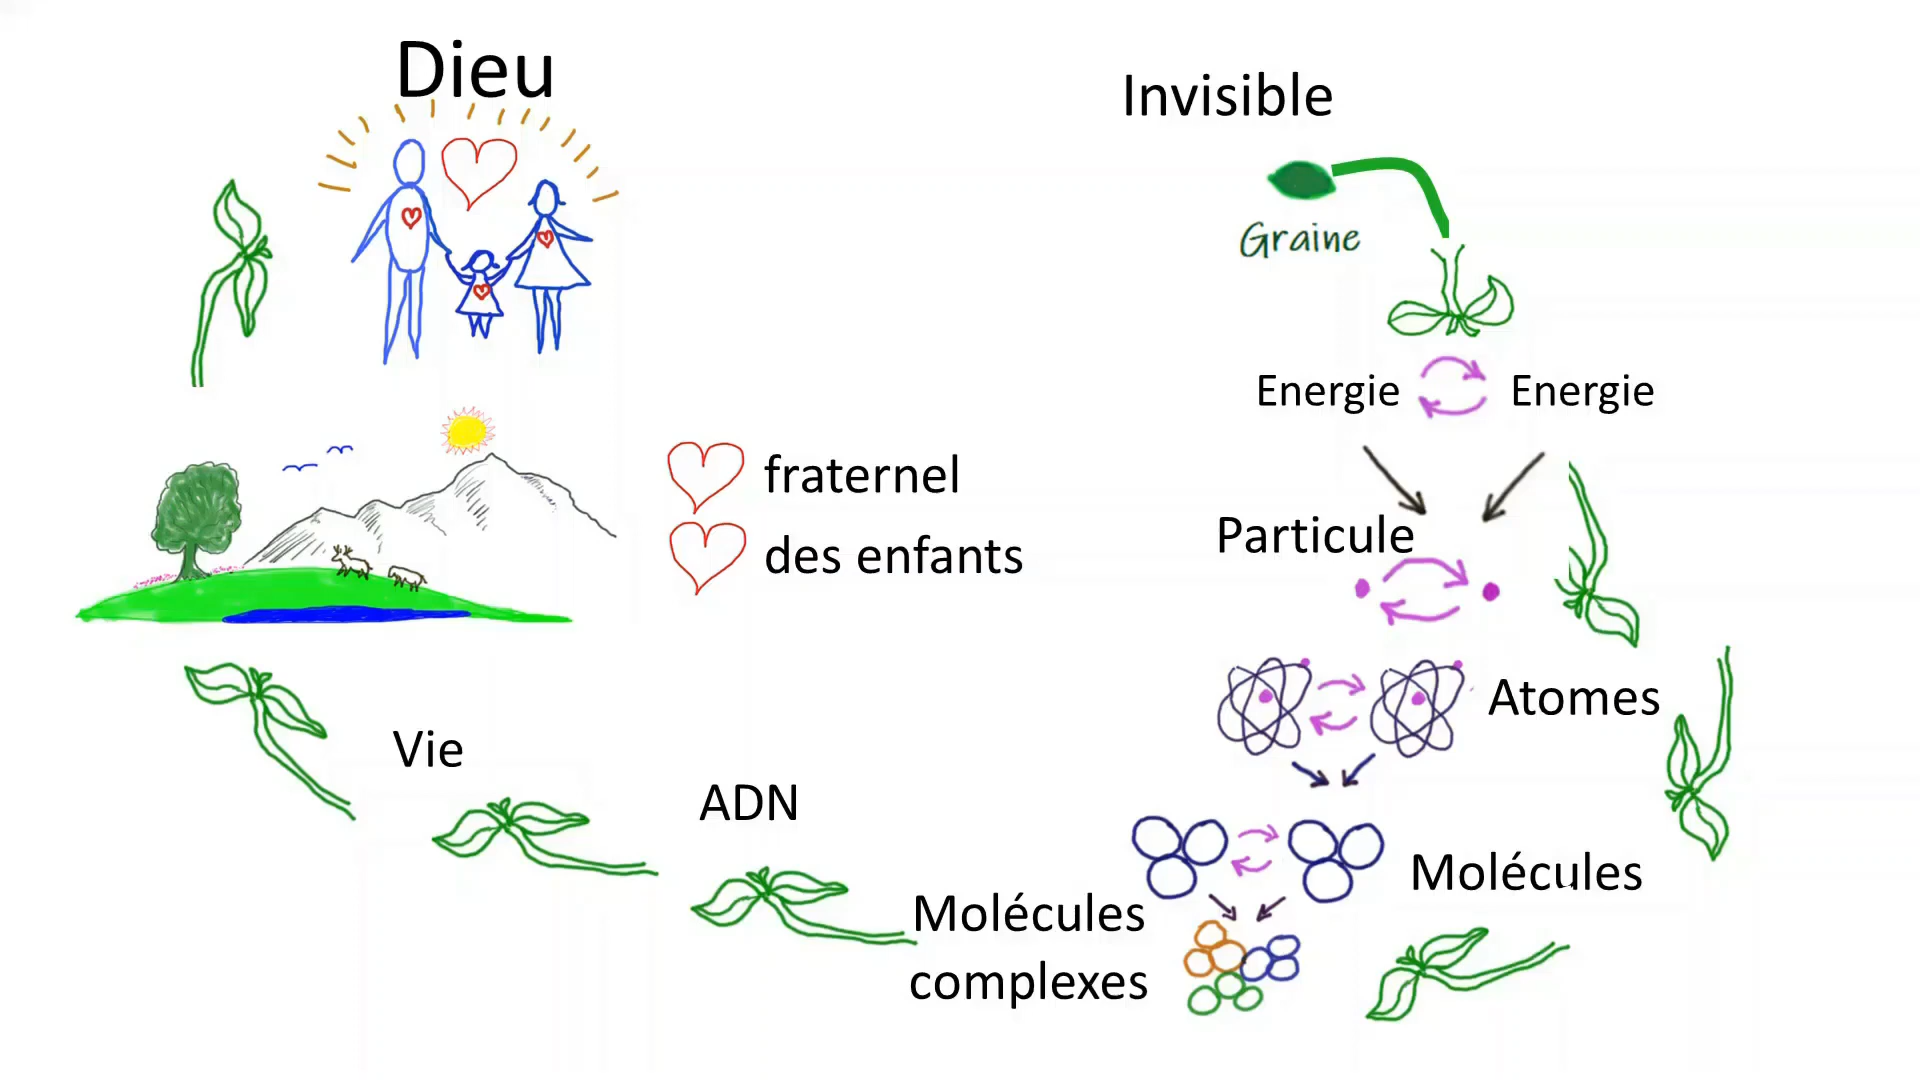 Dieu
Invisible
Graine
Energie
Energie
fraternel
des enfants
Particule
Atomes
Vie
ADN
Molécules
Molécules
complexes